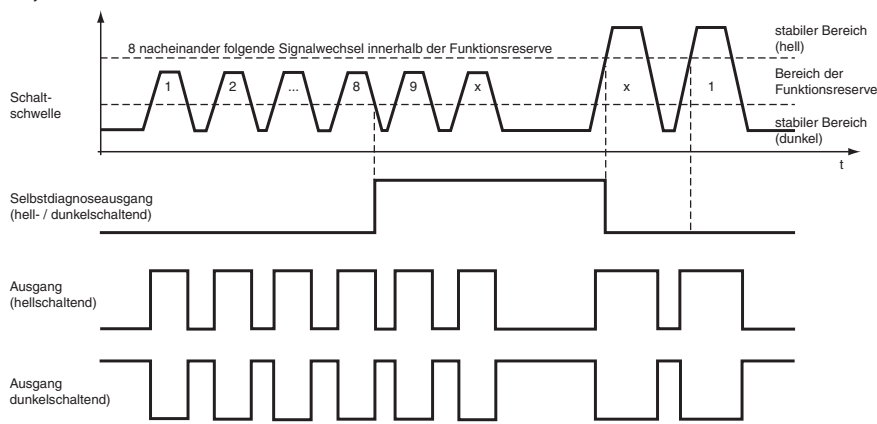 stabiler Bereich
(hell)
8 nacheinander folgende Signalwechsel innerhalb der Funktionsreserve
Bereich der
Funktionsreserve
Schalt-
schwelle
1 2 ... 8 9 x x 1
stabiler Bereich
(dunkel)
t
Selbstdiagnoseausgang
(hell- / dunkelschaltend)
Ausgang
(hellschaltend)
Ausgang
dunkelschaltend)